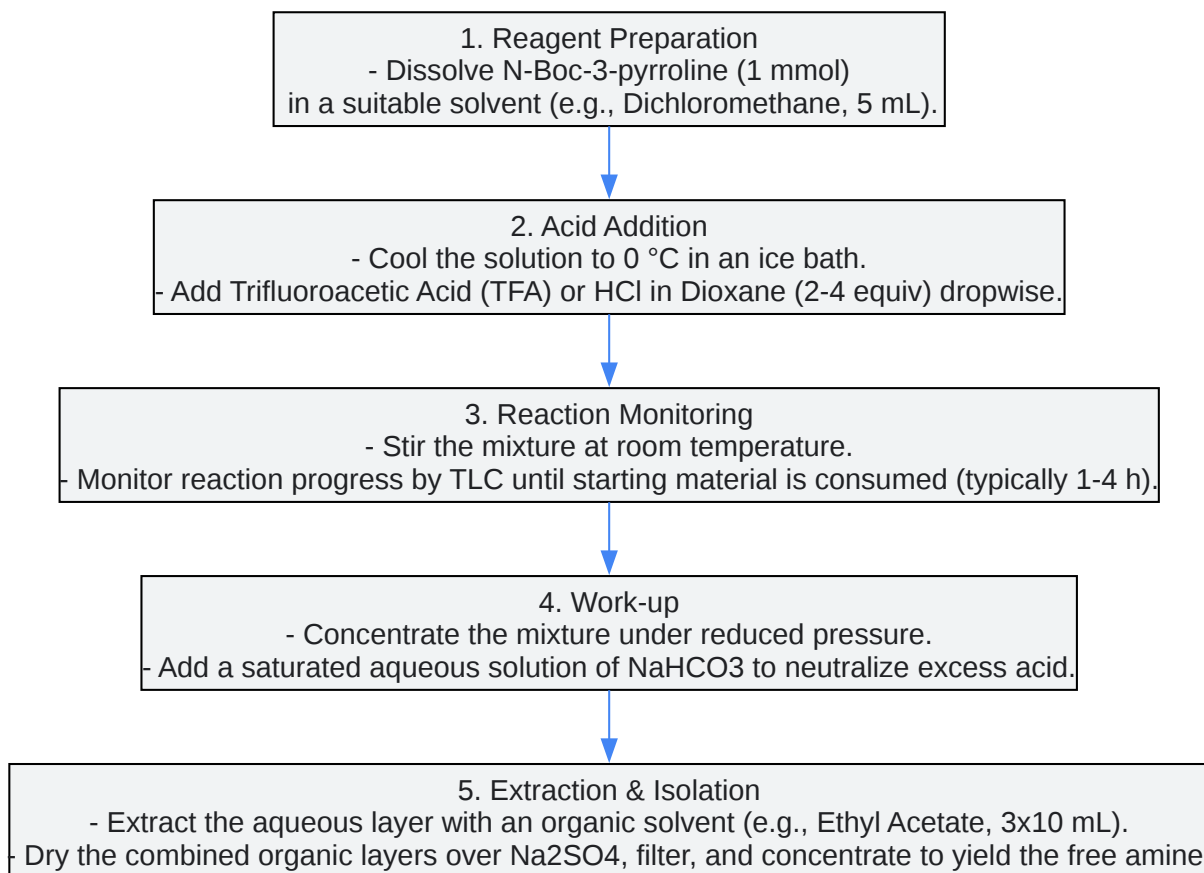 1. Reagent Preparation
- Dissolve N-Boc-3-pyrroline (1 mmol)
in a suitable solvent (e.g., Dichloromethane, 5 mL).
2. Acid Addition
- Cool the solution to 0 °C in an ice bath.
- Add Trifluoroacetic Acid (TFA) or HCl in Dioxane (2-4 equiv) dropwise.
3. Reaction Monitoring
- Stir the mixture at room temperature.
- Monitor reaction progress by TLC until starting material is consumed (typically 1-4 h).
4. Work-up
- Concentrate the mixture under reduced pressure.
- Add a saturated aqueous solution of NaHCO3 to neutralize excess acid.
5. Extraction & Isolation
- Extract the aqueous layer with an organic solvent (e.g., Ethyl Acetate, 3x10 mL).
- Dry the combined organic layers over Na2SO4, filter, and concentrate to yield the free amine